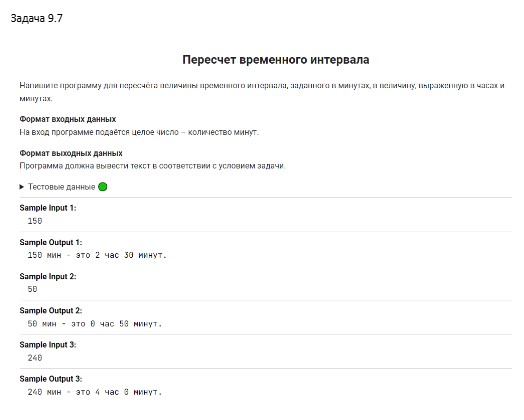 Задача 9.7
Пересчет временного интервала
Напишите программу для пересчёта величины временного интервала, заданного в минутах, в величину, выраженную в часах и
минутах.
Формат входных данных
На вход программе подаётся целое число – количество минут.
Формат выходных данных
Программа должна вывести текст в соответствии с условием задачи.
Тестовые данные
Sample Input 1:
150
Sample Output 1:
150 мин - это 2 час 30 минут.
Sample Input 2:
50
Sample Output 2:
50 мин - это 0 час 50 минут.
Sample Input 3:
240
Sample Output 3:
240 мин - это 4 час 0 минут.